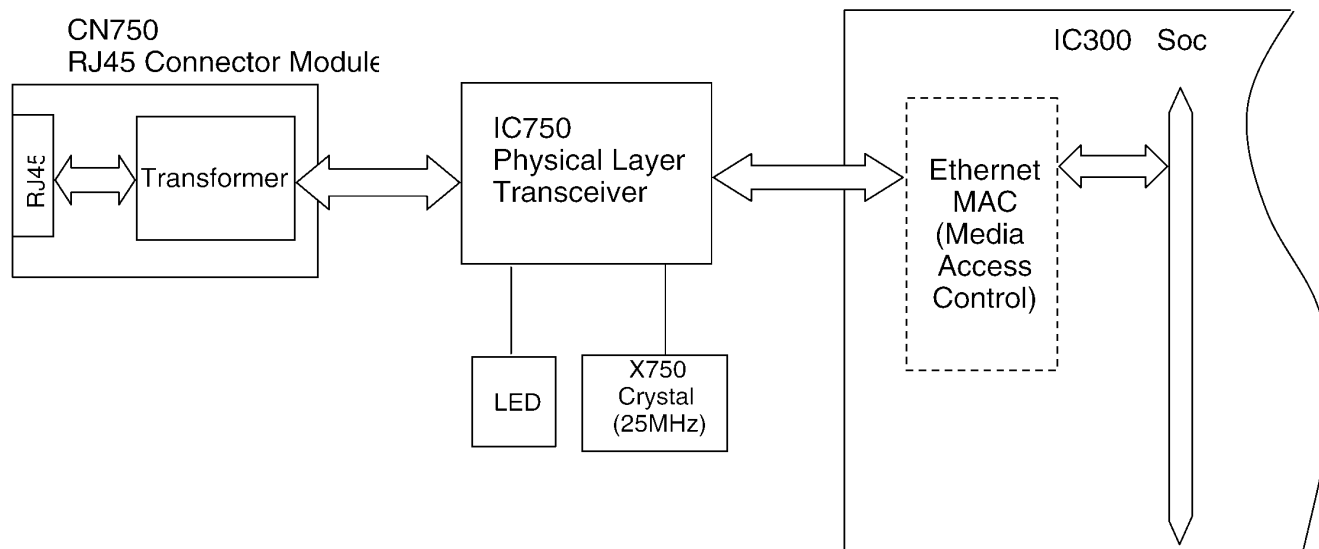 CN750
RJ45 Connector Module
RJ45
Transformer
IC750
Physical Layer
Transceiver
LED
X750
Crystal
(25MHz)
IC300 Soc
Ethernet
MAC
(Media
Access
Control)